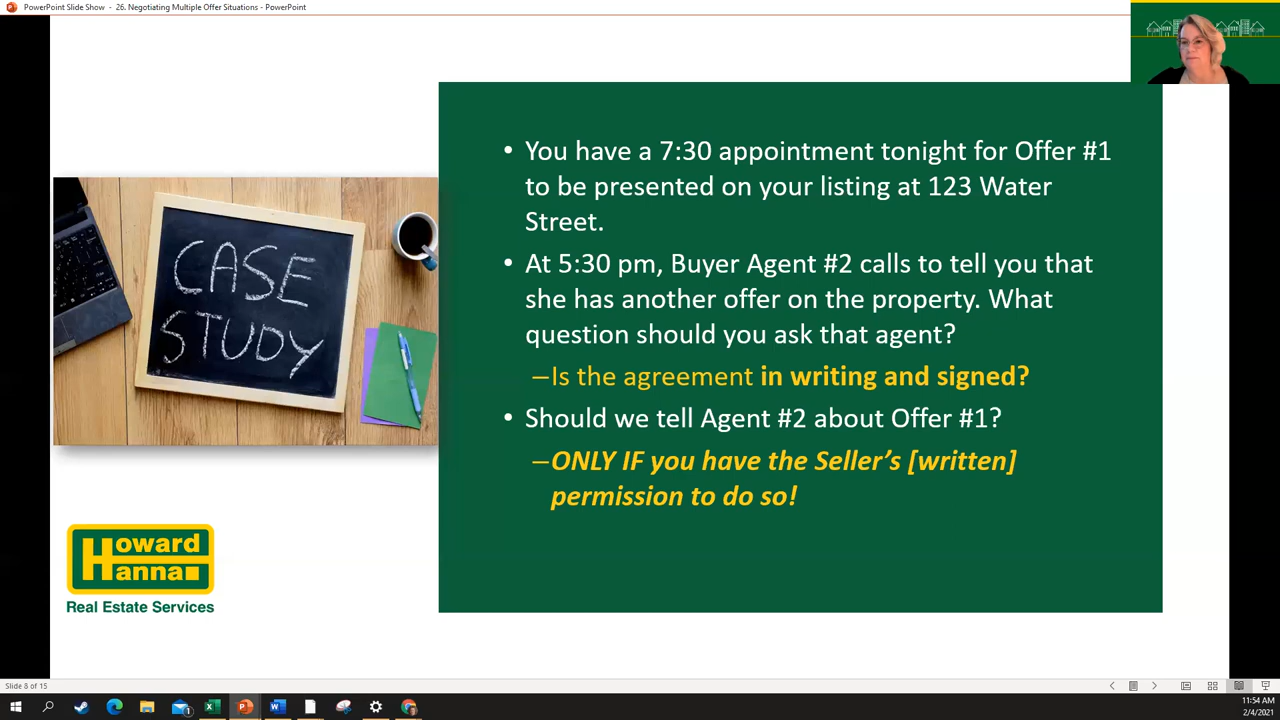 PowerPoint Slide Show - 26. Negotiating Multiple Offer Situations - PowerPoint
• You have a 7:30 appointment tonight for Offer #1
to be presented on your listing at 123 Water
Street.
• At 5:30 pm, Buyer Agent #2 calls to tell you that
she has another offer on the property. What
question should you ask that agent?
–Is the agreement in writing and signed?
• Should we tell Agent #2 about Offer #1?
–ONLY IF you have the Seller’s [written]
permission to do so!
CASE
STUDY
Howard
Hanna
Real Estate Services
Slide 8 of 15
11:54 AM
2/4/2021